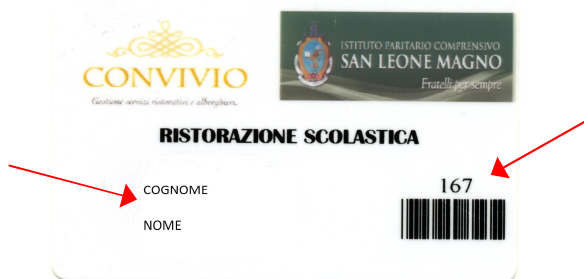 CONVIVIO
Gestione servizi ristorativi e alberghieri.
ISTITUTO PARITARIO COMPRENSIVO
SAN LEONE MAGNO
Fratelli per sempre
RISTORAZIONE SCOLASTICA
COGNOME
NOME
167